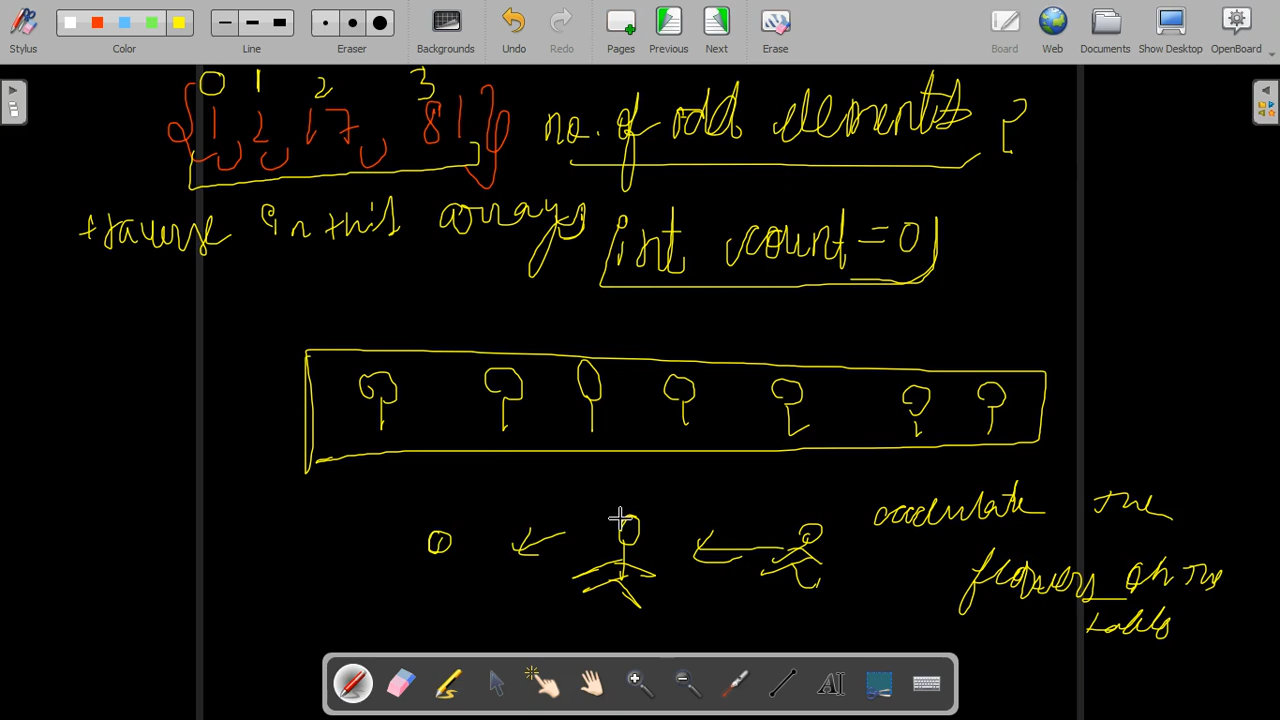 Stylus Color Line Eraser Backgrounds Undo Redo Pages Previous Next Erase Board Web Documents Show Desktop OpenBoard
0 1 2 3
{1, 2, 17, 81} no. of odd elements ?
traverse in this arrays
int count = 0
the
flowers on the
table